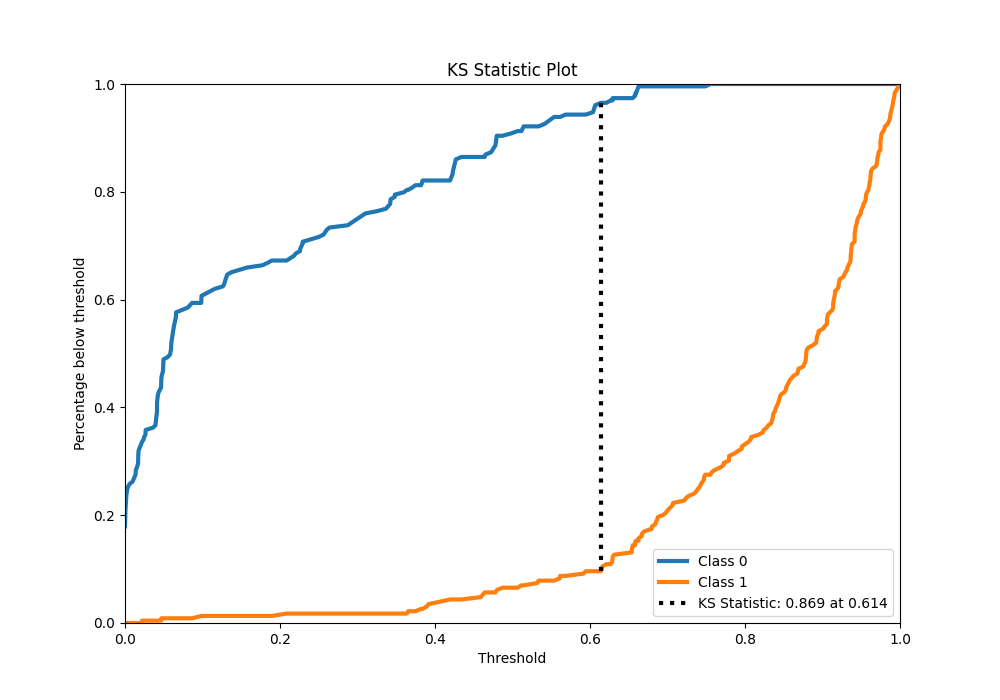 KS Statistic Plot
1.0
0.8
0.6
0.4
0.2
0.0
Percentage below threshold
0.0 0.2 0.4 0.6 0.8 1.0
Threshold
Class 0
Class 1
KS Statistic: 0.869 at 0.614